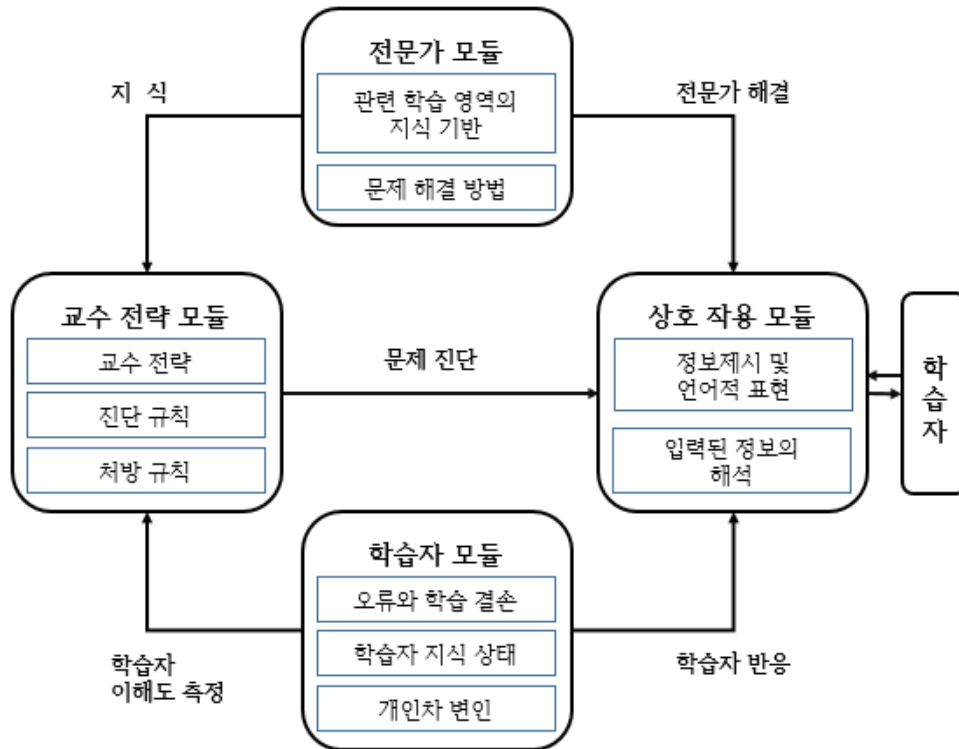 전문가 모듈
지 식
관련 학습 영역의
지식 기반
전문가 해결
문제 해결 방법
교수 전략 모듈
교수 전략
진단 규칙
처방 규칙
문제 진단
상호 작용 모듈
정보제시 및
언어적 표현
입력된 정보의
해석
학
습
자
학습자 모듈
오류와 학습 결손
학습자 지식 상태
개인차 변인
학습자
이해도 측정
학습자 반응